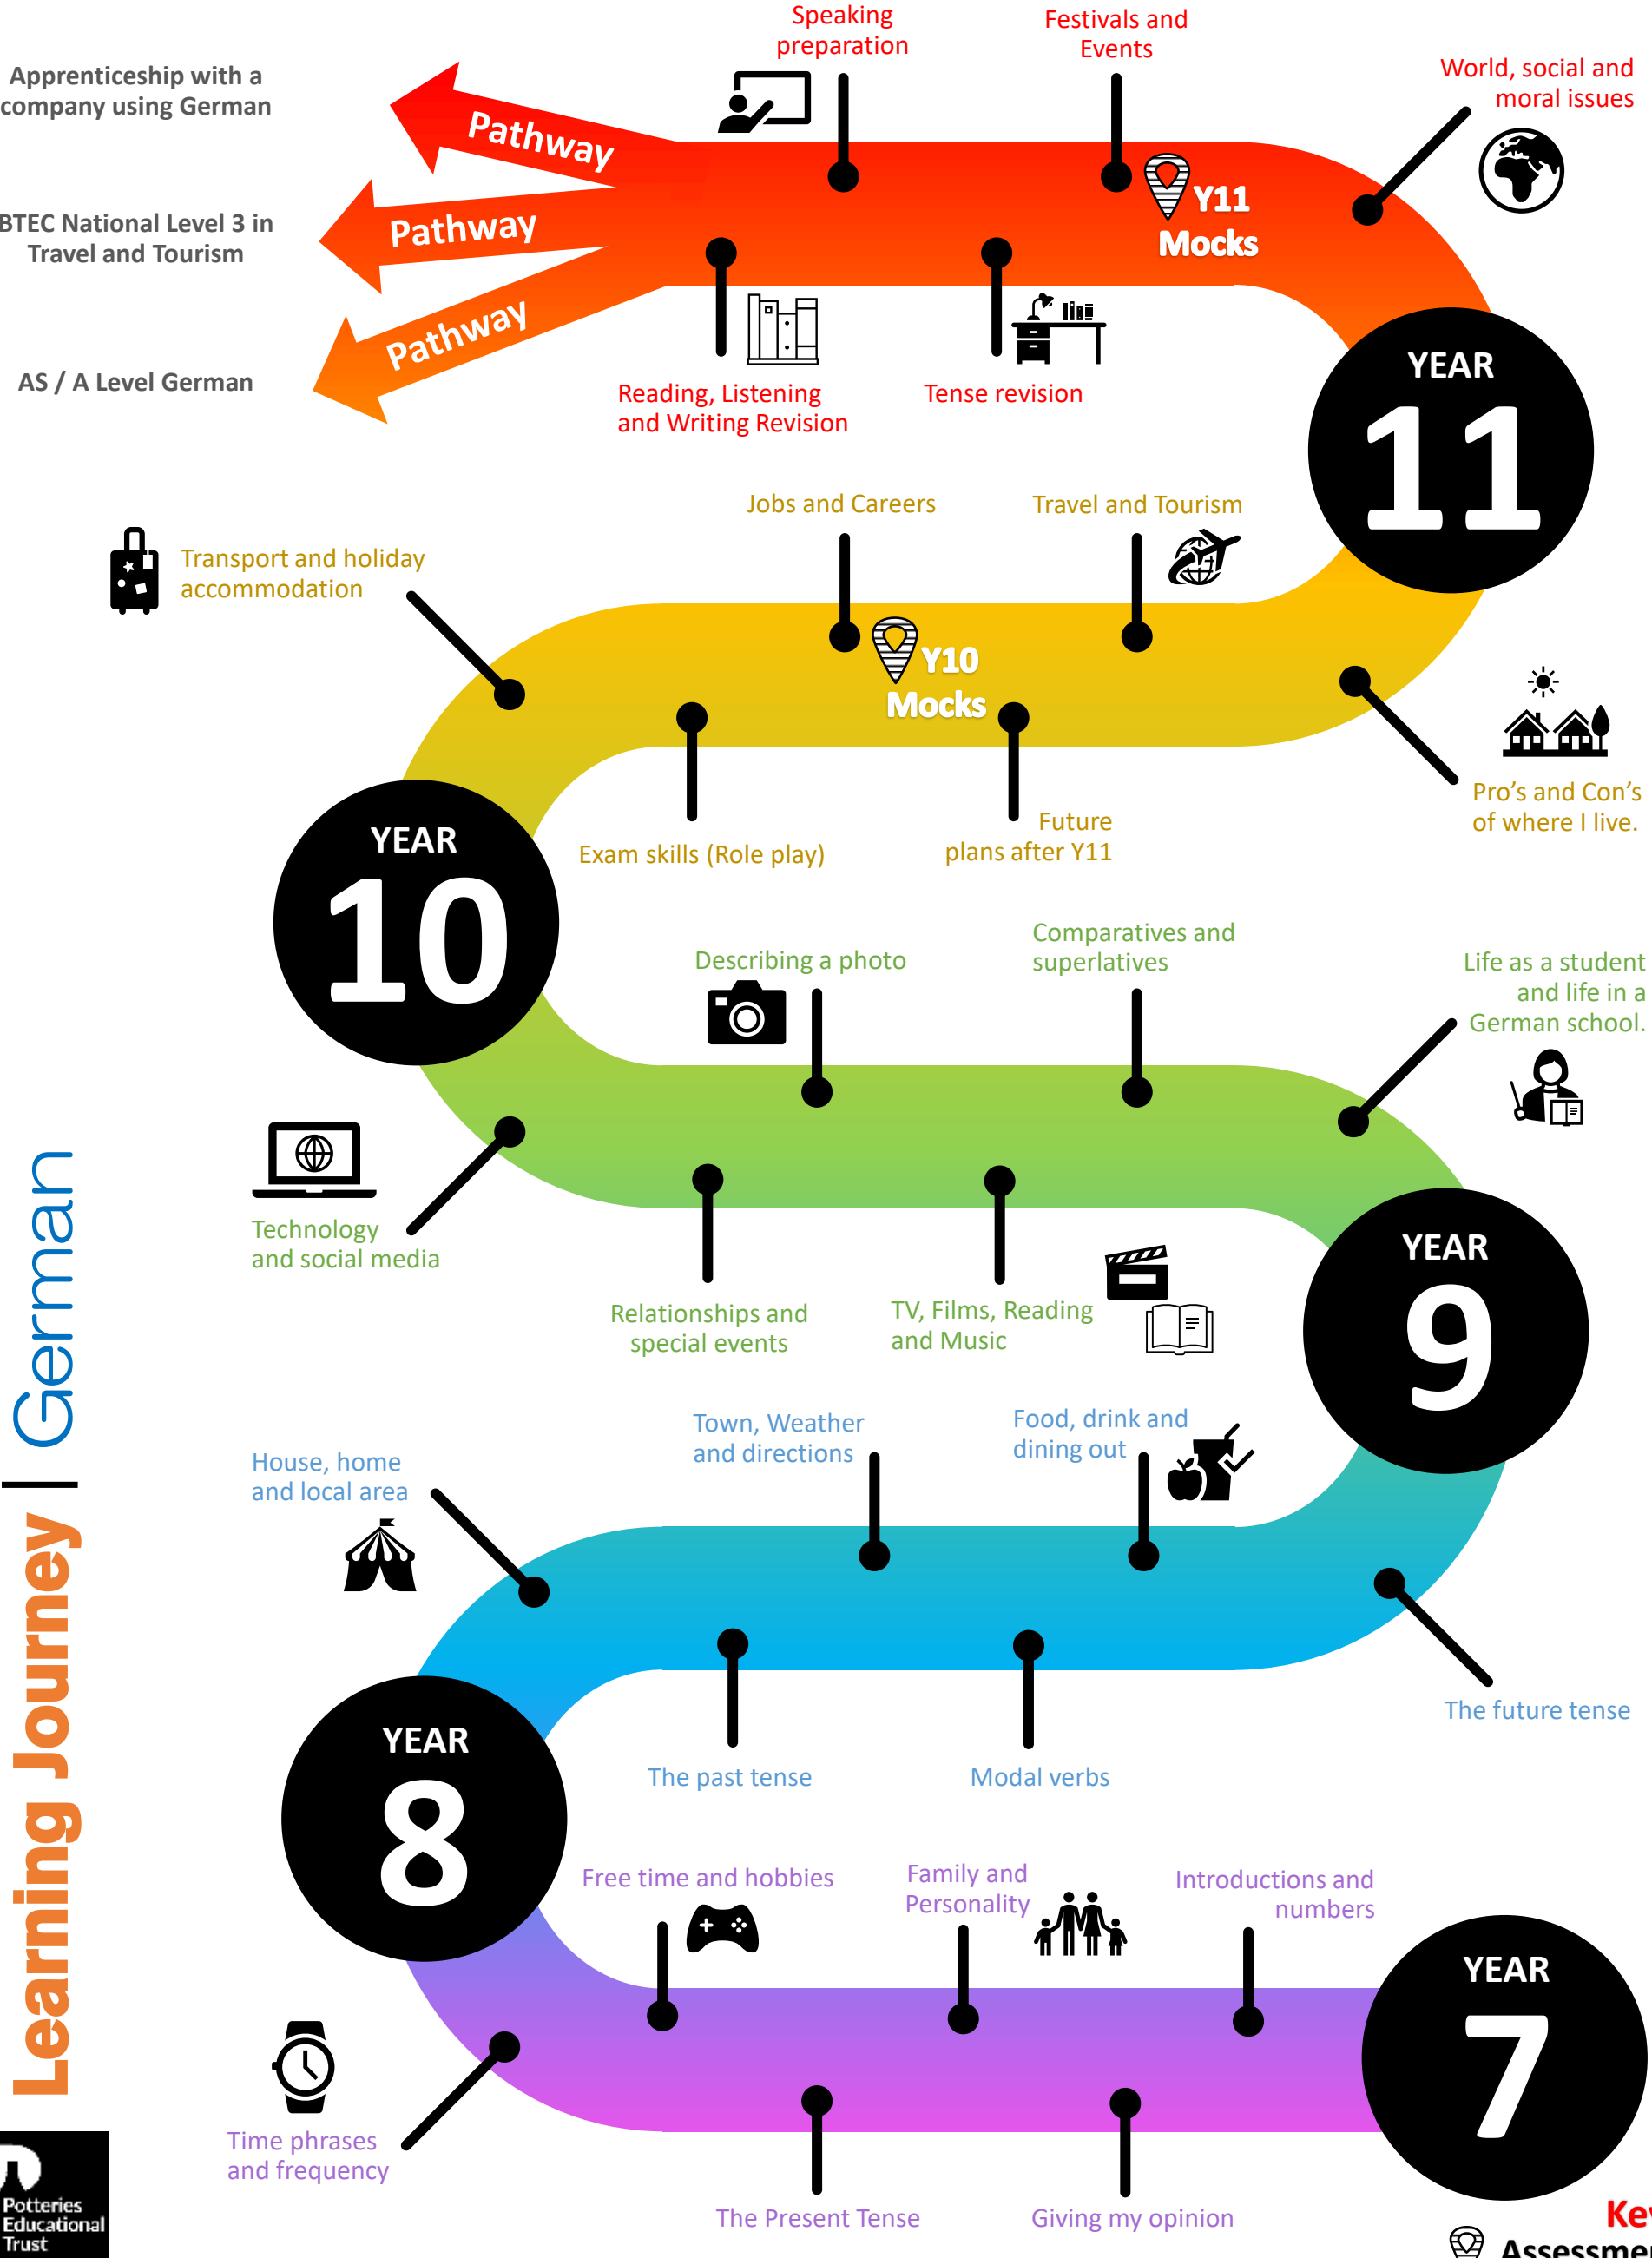 Speaking
preparation
Festivals and
Events
World, social and
moral issues
Apprenticeship with a
company using German
Pathway
BTEC National Level 3 in
Travel and Tourism
Pathway
AS / A Level German
Pathway
Y11
Mocks
Reading, Listening
and Writing Revision
Tense revision
YEAR
11
Jobs and Careers
Travel and Tourism
Transport and holiday
accommodation
Y10
Mocks
Pro's and Con's
of where I live.
Exam skills (Role play)
Future
plans after Y11
YEAR
10
Describing a photo
Comparatives and
superlatives
Life as a student
and life in a
German school.
Technology
and social media
Relationships and
special events
TV, Films, Reading
and Music
YEAR
9
Town, Weather
and directions
Food, drink and
dining out
House, home
and local area
The future tense
The past tense
Modal verbs
YEAR
8
Free time and hobbies
Family and
Personality
Introductions and
numbers
YEAR
7
Time phrases
and frequency
The Present Tense
Giving my opinion
Learning Journey | German
Potteries
Educational
Trust
Key
Assessmen